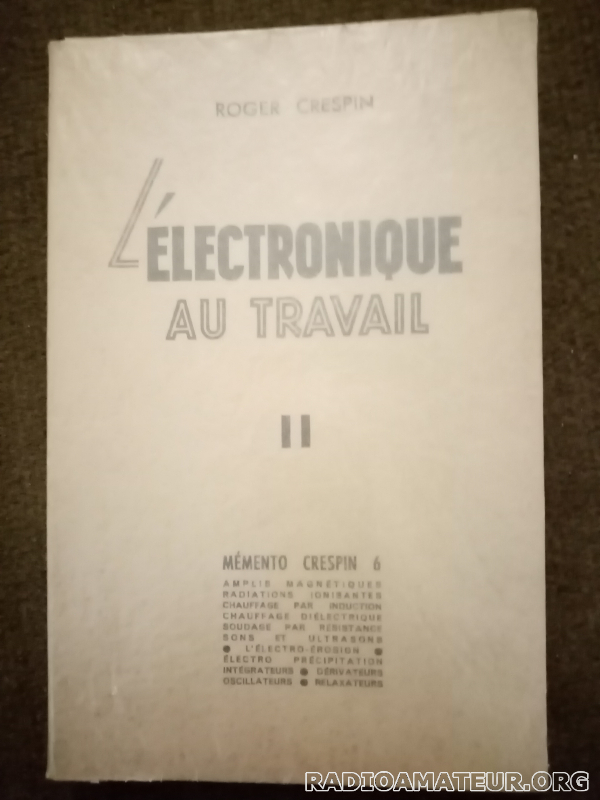 ROGER CRESPIN
L'ÉLECTRONIQUE
AU TRAVAIL
II
MÉMENTO CRESPIN 6
AMPLIS MAGNÉTIQUES
RADIATIONS IONISANTES
CHAUFFAGE PAR INDUCTION
CHAUFFAGE DIÉLECTRIQUE
SOUDAGE PAR RÉSISTANCE
SONS ET ULTRASONS
● L'ÉLECTRO-ÉROSION ●
ÉLECTRO PRÉCIPITATION
INTÉGRATEURS ● DÉRIVATEURS
OSCILLATEURS ● RELAXATEURS
RADIOAMATEUR.ORG